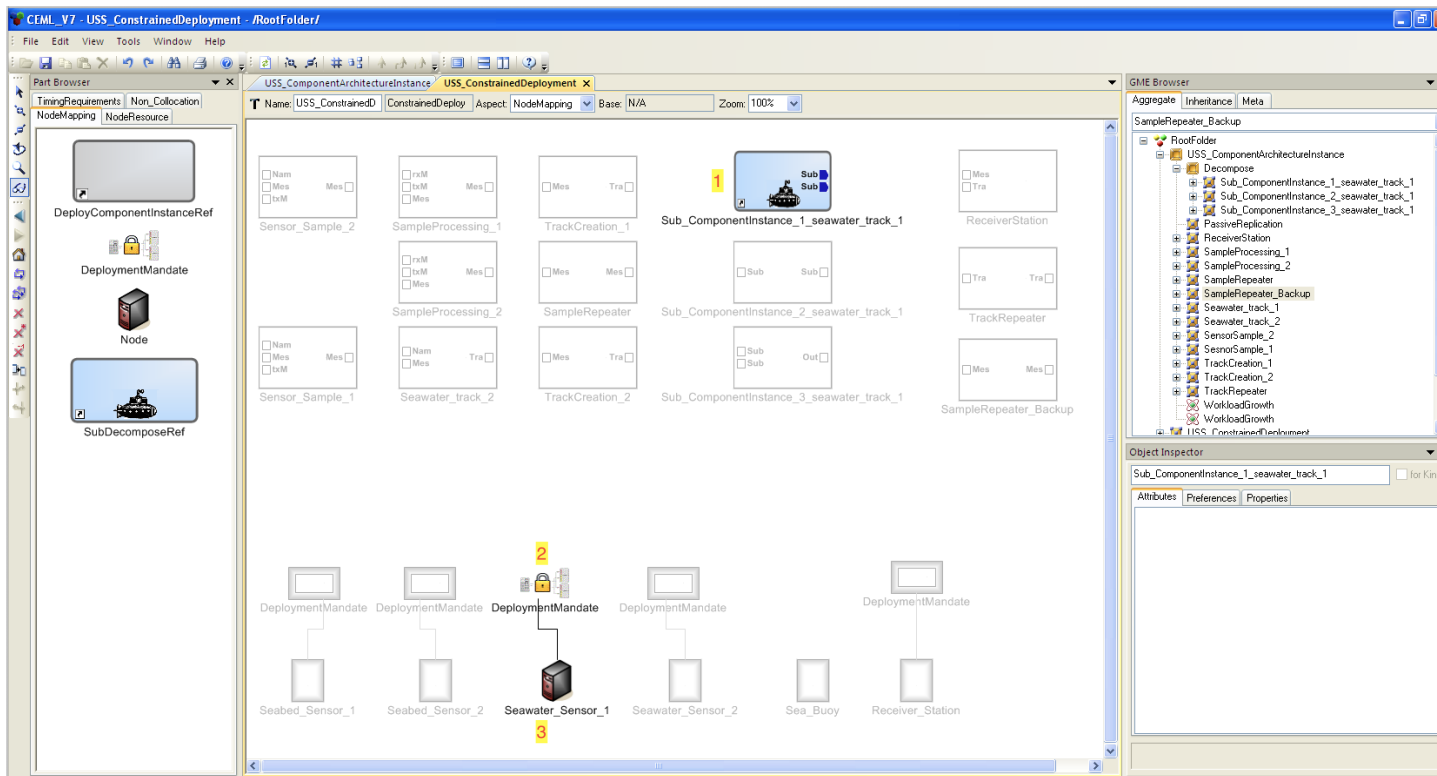 CEML_V7 - USS_ConstrainedDeployment - /RootFolder/
File Edit View Tools Window Help
Part Browser
TimingRequirements Non_Collocation
NodeMapping NodeResource
DeployComponentInstanceRef
DeploymentMandate
Node
SubDecomposeRef
USS_ComponentArchitectureInstance USS_ConstrainedDeployment
Name: USS_ConstrainedD ConstrainedDeploy Aspect: NodeMapping Base: N/A Zoom: 100%
1
Nam
Mes Mes
txM
Sensor_Sample_2
rxM
txM Mes
Mes
SampleProcessing_1
Mes Tra
TrackCreation_1
Sub
Sub
Sub_ComponentInstance_1_seawater_track_1
Mes
Tra
ReceiverStation
rxM
txM Mes
Mes
SampleProcessing_2
Mes Mes
SampleRepeater
Sub Sub
Sub_ComponentInstance_2_seawater_track_1
Tra Tra
TrackRepeater
Nam
Mes Mes
txM
Sensor_Sample_1
Nam Tra
Mes
Seawater_track_2
Mes Tra
TrackCreation_2
Sub Out
Sub
Sub_ComponentInstance_3_seawater_track_1
Mes Mes
SampleRepeater_Backup
2
DeploymentMandate DeploymentMandate DeploymentMandate DeploymentMandate DeploymentMandate
Seabed_Sensor_1 Seabed_Sensor_2 Seawater_Sensor_1 Seawater_Sensor_2 Sea_Buoy Receiver_Station
3
GME Browser
Aggregate Inheritance Meta
SampleRepeater_Backup
RootFolder
USS_ComponentArchitectureInstance
Decompose
Sub_ComponentInstance_1_seawater_track_1
Sub_ComponentInstance_2_seawater_track_1
Sub_ComponentInstance_3_seawater_track_1
PassiveReplication
ReceiverStation
SampleProcessing_1
SampleProcessing_2
SampleRepeater
SampleRepeater_Backup
Seawater_track_1
Seawater_track_2
SensorSample_2
SesnorSample_1
TrackCreation_1
TrackCreation_2
TrackRepeater
WorkloadGrowth
WorkloadGrowth
USS_ConstrainedDeployment
Object Inspector
Sub_ComponentInstance_1_seawater_track_1 for Kin
Attributes Preferences Properties